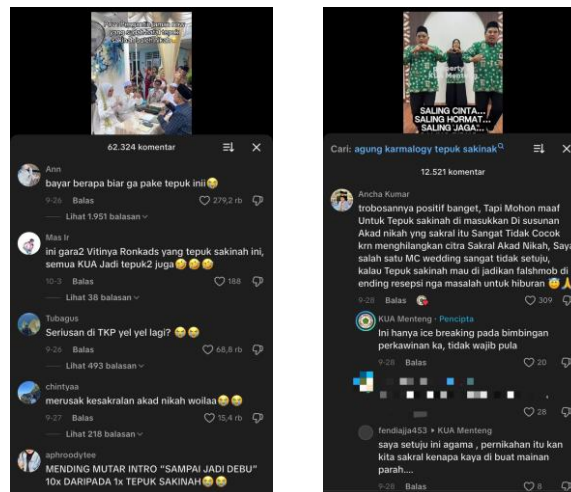 62.324 komentar
Ann
bayar berapa biar ga pake tepuk inii😭
9-26 Balas 279,2 rb
Lihat 1.951 balasan
Mas Ir
ini gara2 Vitinya Ronkads yang tepuk sakinah ini,
semua KUA Jadi tepuk2 juga🤣🤣🤣
10-3 Balas 188
Lihat 38 balasan
Tubagus
Seriusan di TKP yel yel lagi? 😭😭
9-26 Balas 68,8 rb
Lihat 493 balasan
chintyaa
merusak kesakralan akad nikah woilaa😭😭
9-27 Balas 15,4 rb
Lihat 218 balasan
aphroodytee
MENDING MUTAR INTRO “SAMPAI JADI DEBU”
10x DARIPADA 1x TEPUK SAKINAH😭😭
KUA Menteng
SALING CINTA...
SALING HORMAT...
SALING JAGA...
Cari: agung karmalogy tepuk sakinah
12.521 komentar
Ancha Kumar
trobosannya positif banget, Tapi Mohon maaf
Untuk Tepuk Sakinah di masukkan Di susunan
Akad nikah yng sakral itu Sangat Tidak Cocok
krn menghilangkan citra Sakral Akad Nikah, Saya
salah satu MC wedding sangat tidak setuju,
kalau Tepuk Sakinah mau di jadikan falshmob di
ending resepsi nga masalah untuk hiburan 😇🙏
9-28 Balas 309
KUA Menteng · Pencipta
Ini hanya ice breaking pada bimbingan
perkawinan ka, tidak wajib pula
9-28 Balas 20
28
fendiajja453 ▸ KUA Menteng
saya setuju ini agama , pernikahan itu kan
kita sakral kenapa kaya di buat mainan
parah....
9-28 Balas 8